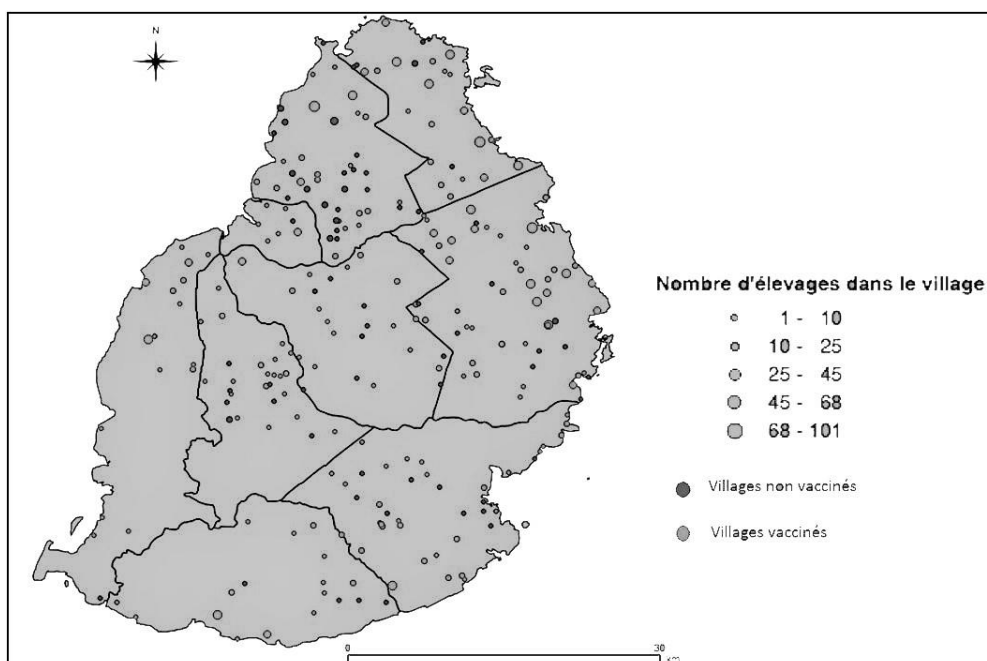 N
Nombre d'élevages dans le village
1 - 10
10 - 25
25 - 45
45 - 68
68 - 101
Villages non vaccinés
Villages vaccinés
0 30
km